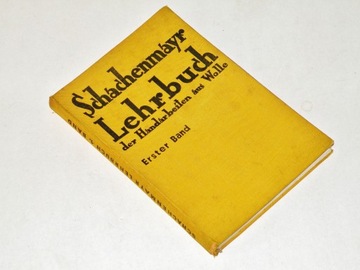 Schachenmayr
Lehrbuch
der Handarbeiten aus Wolle
Erster Band